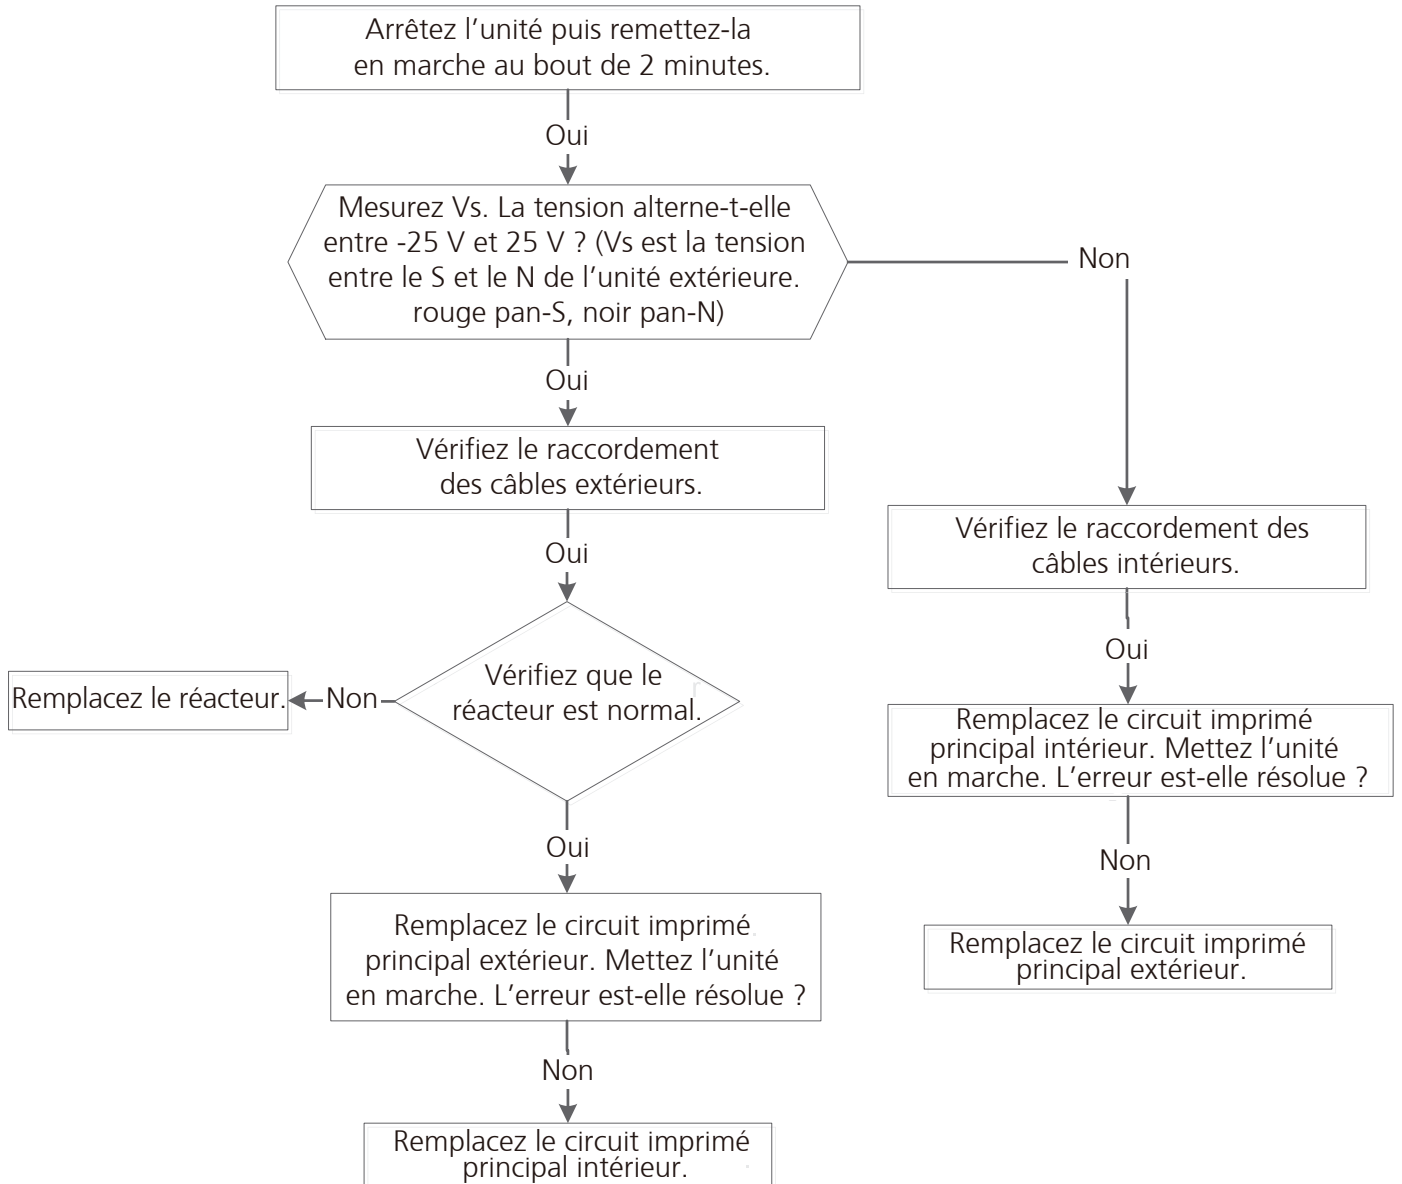 Arrêtez l’unité puis remettez-la
en marche au bout de 2 minutes.
Oui
Mesurez Vs. La tension alterne-t-elle
entre -25 V et 25 V ? (Vs est la tension
entre le S et le N de l’unité extérieure.
rouge pan-S, noir pan-N)
Non
Oui
Vérifiez le raccordement
des câbles extérieurs.
Oui
Vérifiez le raccordement des
câbles intérieurs.
Oui
Vérifiez que le
réacteur est normal.
Non
Remplacez le réacteur.
Remplacez le circuit imprimé
principal intérieur. Mettez l’unité
en marche. L’erreur est-elle résolue ?
Oui
Non
Remplacez le circuit imprimé
principal extérieur. Mettez l’unité
en marche. L’erreur est-elle résolue ?
Remplacez le circuit imprimé
principal extérieur.
Non
Remplacez le circuit imprimé
principal intérieur.